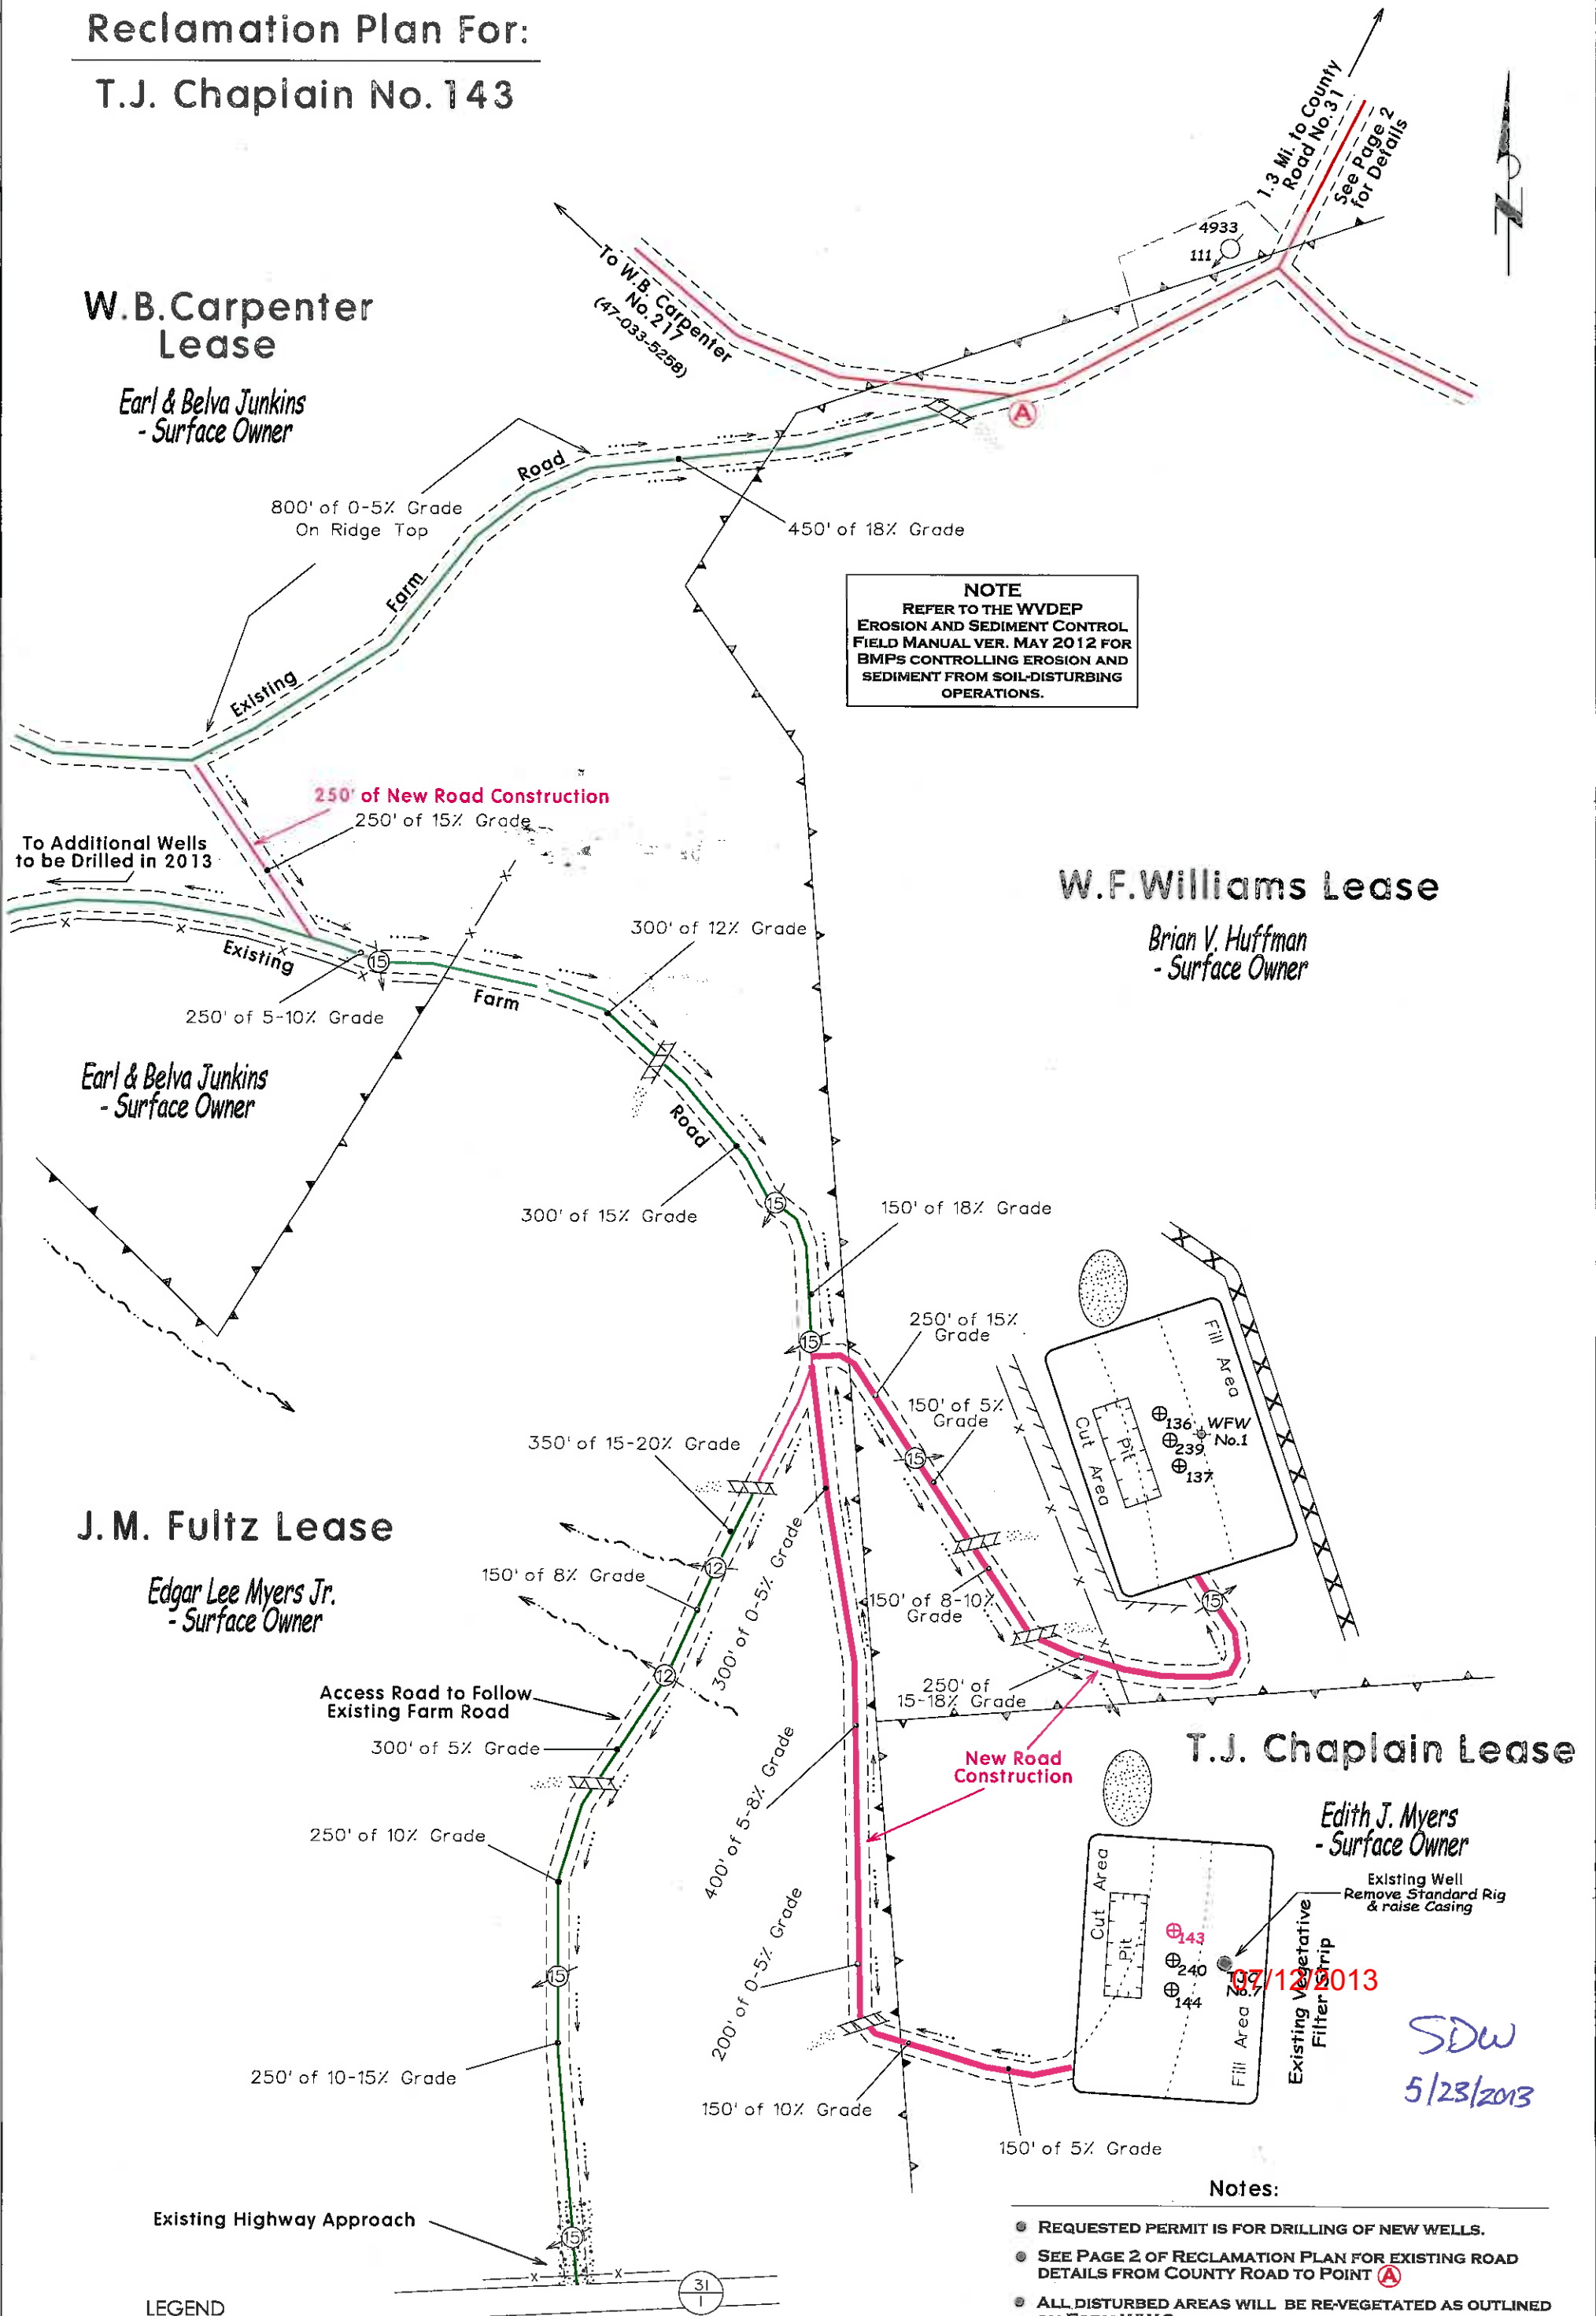 Reclamation Plan For:
T.J. Chaplain No. 143
1.3 Mi. to County
Road No. 31
See Page 2
for Details
4933
111
To W.B. Carpenter
No. 217
(47-033-5258)
W.B.Carpenter
Lease
Earl & Belva Junkins
- Surface Owner
A
Road
800' of 0-5% Grade
On Ridge Top
450' of 18% Grade
Farm
NOTE
REFER TO THE WVDEP
EROSION AND SEDIMENT CONTROL
FIELD MANUAL VER. MAY 2012 FOR
BMPS CONTROLLING EROSION AND
SEDIMENT FROM SOIL-DISTURBING
OPERATIONS.
Existing
250' of New Road Construction
250' of 15% Grade
To Additional Wells
to be Drilled in 2013
W.F.Williams Lease
Brian V. Huffman
- Surface Owner
300' of 12% Grade
Existing
15
Farm
250' of 5-10% Grade
Earl & Belva Junkins
- Surface Owner
Road
300' of 15% Grade
15
150' of 18% Grade
15
250' of 15%
Grade
150' of 5%
Grade
Fill Area
Cut Area
Pit
136
WFW
No.1
239
137
15
350' of 15-20% Grade
J.M. Fultz Lease
Edgar Lee Myers Jr.
- Surface Owner
12
150' of 8% Grade
300' of 0-5% Grade
150' of 8-10%
Grade
15
12
250' of
15-18% Grade
Access Road to Follow
Existing Farm Road
300' of 5% Grade
400' of 5-8% Grade
New Road
Construction
T.J. Chaplain Lease
Edith J. Myers
- Surface Owner
250' of 10% Grade
Existing Well
Remove Standard Rig
& raise Casing
Cut Area
Pit
143
240
144
No.7
Fill Area
Existing Vegetative
Filter Strip
07/12/2013
SDW
5/23/2013
15
200' of 0-5% Grade
250' of 10-15% Grade
150' of 10% Grade
150' of 5% Grade
Existing Highway Approach
15
31
1
Notes:
REQUESTED PERMIT IS FOR DRILLING OF NEW WELLS.
SEE PAGE 2 OF RECLAMATION PLAN FOR EXISTING ROAD
DETAILS FROM COUNTY ROAD TO POINT A
ALL DISTURBED AREAS WILL BE RE-VEGETATED AS OUTLINED
LEGEND